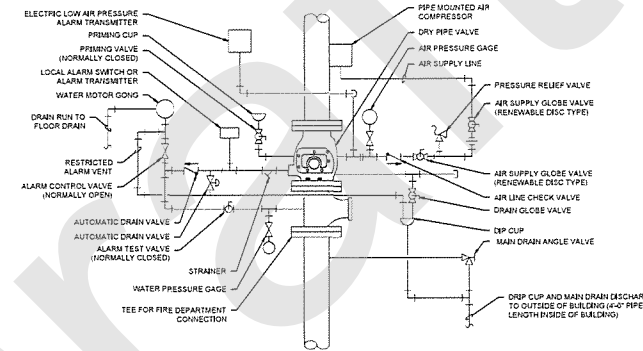 ELECTRIC LOW AIR PRESSURE
ALARM TRANSMITTER
PRIMING CUP
PRIMING VALVE
(NORMALLY CLOSED)
LOCAL ALARM SWITCH OR
ALARM TRANSMITTER
WATER MOTOR GONG
DRAIN RUN TO
FLOOR DRAIN
RESTRICTED
ALARM VENT
ALARM CONTROL VALVE
(NORMALLY OPEN)
AUTOMATIC DRAIN VALVE
AUTOMATIC DRAIN VALVE
ALARM TEST VALVE
(NORMALLY CLOSED)
STRAINER
WATER PRESSURE GAGE
TEE FOR FIRE DEPARTMENT
CONNECTION
PIPE MOUNTED AIR
COMPRESSOR
DRY PIPE VALVE
AIR PRESSURE GAGE
AIR SUPPLY LINE
PRESSURE RELIEF VALVE
AIR SUPPLY GLOBE VALVE
(RENEWABLE DISC TYPE)
AIR SUPPLY GLOBE VALVE
(RENEWABLE DISC TYPE)
AIR LINE CHECK VALVE
DRAIN GLOBE VALVE
DIP CUP
MAIN DRAIN ANGLE VALVE
DRIP CUP AND MAIN DRAIN DISCHAR
TO OUTSIDE OF BUILDING (4'-0" PIPE
LENGTH INSIDE OF BUILDING)